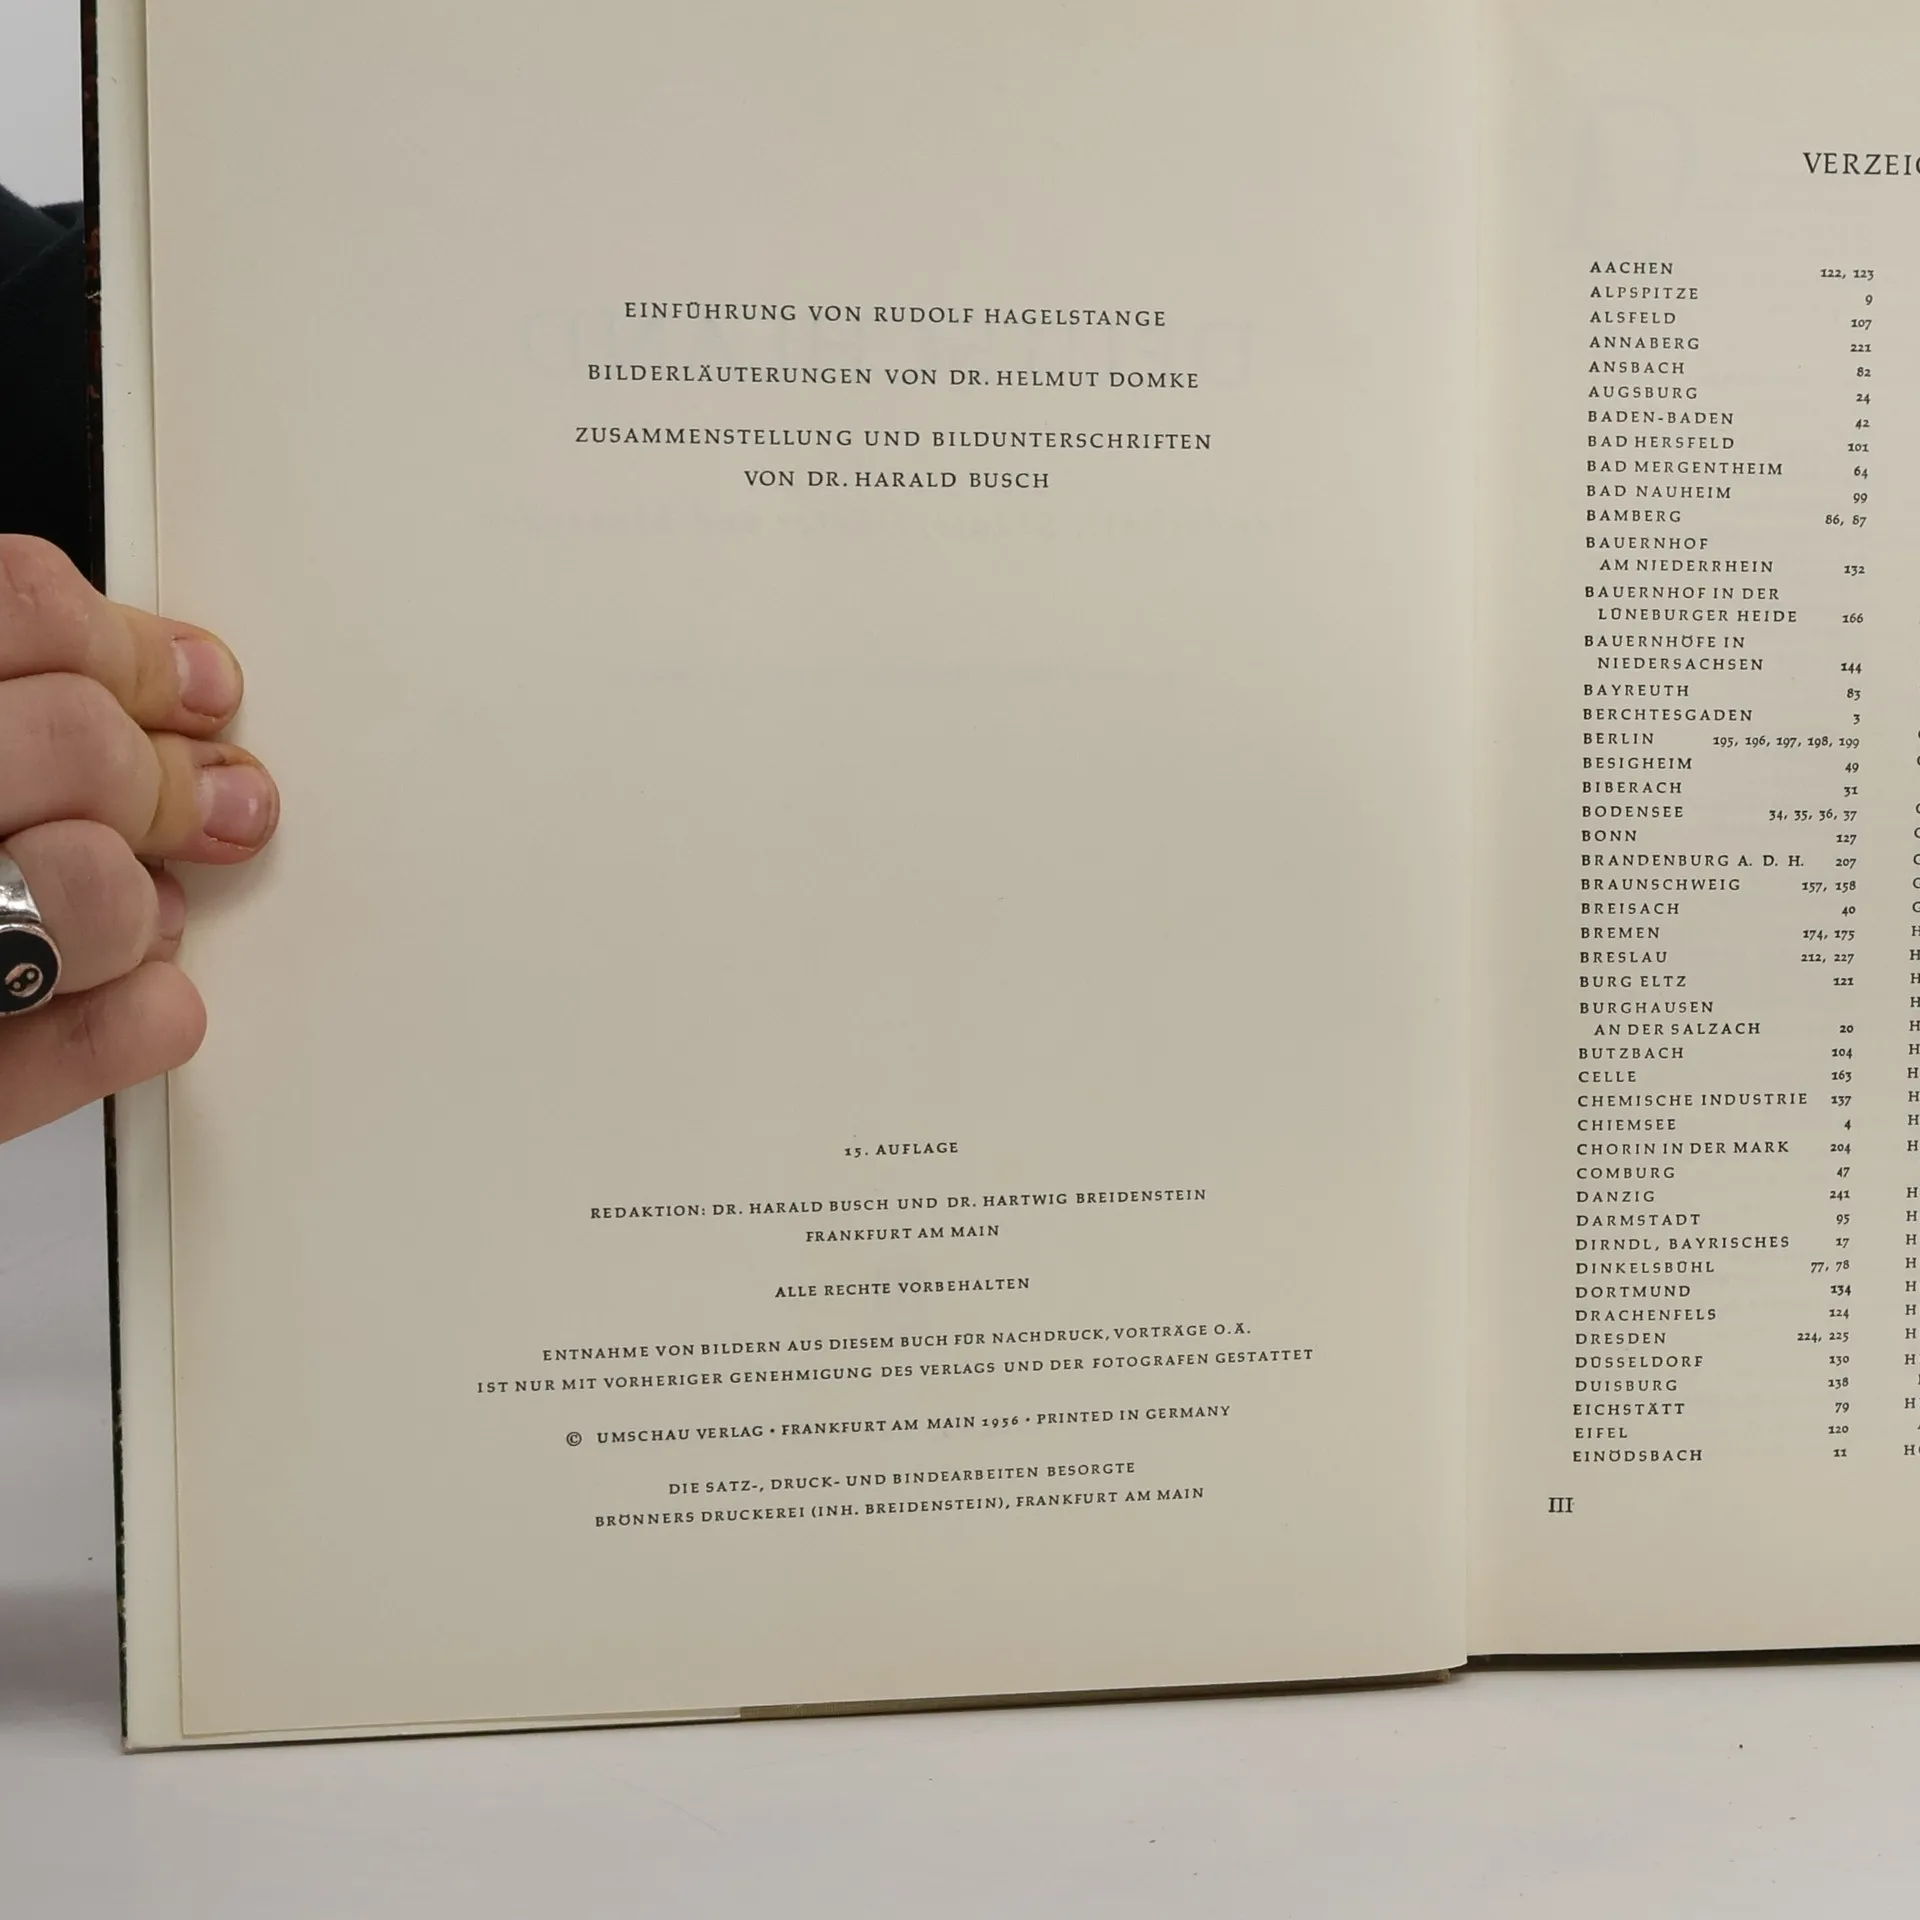 EINFÜHRUNG VON RUDOLF HAGELSTANGE
BILDERLÄUTERUNGEN VON DR. HELMUT DOMKE
ZUSAMMENSTELLUNG UND BILDUNTERSCHRIFTEN
VON DR. HARALD BUSCH
15. AUFLAGE
REDAKTION: DR. HARALD BUSCH UND DR. HARTWIG BREIDENSTEIN
FRANKFURT AM MAIN
ALLE RECHTE VORBEHALTEN
ENTNAHME VON BILDERN AUS DIESEM BUCH FÜR NACHDRUCK, VORTRÄGE O. Ä.
IST NUR MIT VORHERIGER GENEHMIGUNG DES VERLAGS UND DER FOTOGRAFEN GESTATTET
© UMSCHAU VERLAG • FRANKFURT AM MAIN 1956 • PRINTED IN GERMANY
DIE SATZ-, DRUCK- UND BINDEARBEITEN BESORGTE
BRÖNNERS DRUCKEREI (INH. BREIDENSTEIN), FRANKFURT AM MAIN
AACHEN 122, 123
ALPSPITZE 9
ALSFELD 107
ANNABERG 221
ANSBACH 82
AUGSBURG 24
BADEN-BADEN 42
BAD HERSFELD 101
BAD MERGENTHEIM 64
BAD NAUHEIM 99
BAMBERG 86, 87
BAUERNHOF
AM NIEDERRHEIN 132
BAUERNHOF IN DER
LÜNEBURGER HEIDE 166
BAUERNHÖFE IN
NIEDERSACHSEN 144
BAYREUTH 83
BERCHTESGADEN 3
BERLIN 195, 196, 197, 198, 199
BESIGHEIM 49
BIBERACH 31
BODENSEE 34, 35, 36, 37
BONN 127
BRANDENBURG A. D. H. 207
BRAUNSCHWEIG 157, 158
BREISACH 40
BREMEN 174, 175
BRESLAU 212, 227
BURG ELTZ 121
BURGHAUSEN
AN DER SALZACH 20
BUTZBACH 104
CELLE 163
CHEMISCHE INDUSTRIE 137
CHIEMSEE 4
CHORIN IN DER MARK 204
COMBURG 47
DANZIG 241
DARMSTADT 95
DIRNDL, BAYRISCHES 17
DINKELSBÜHL 77, 78
DORTMUND 134
DRACHENFELS 124
DRESDEN 224, 225
DÜSSELDORF 130
DUISBURG 138
EICHSTÄTT 79
EIFEL 120
EINÖDSBACH 11
III